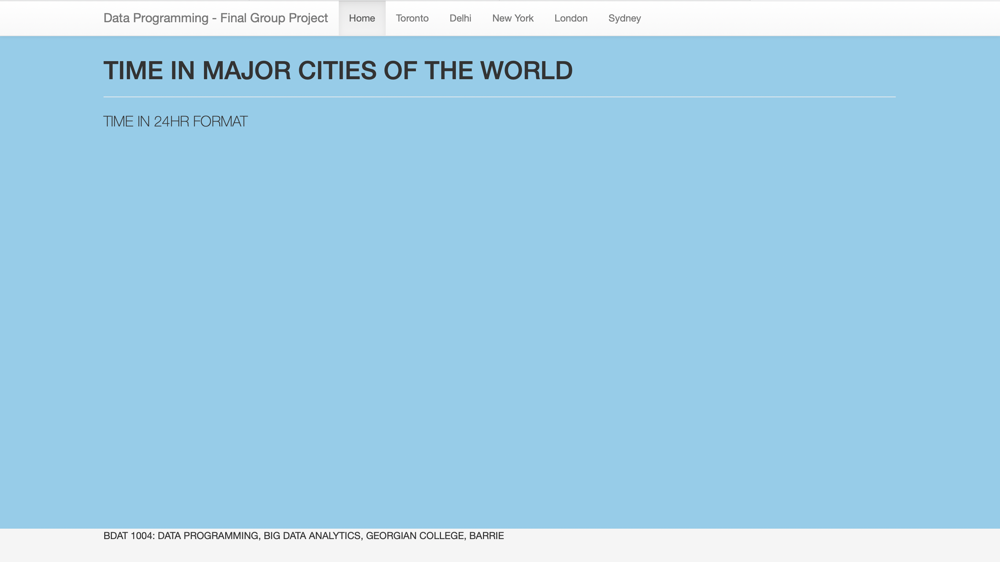 Data Programming - Final Group Project Home Toronto Delhi New York London Sydney
TIME IN MAJOR CITIES OF THE WORLD
TIME IN 24HR FORMAT
BDAT 1004: DATA PROGRAMMING, BIG DATA ANALYTICS, GEORGIAN COLLEGE, BARRIE